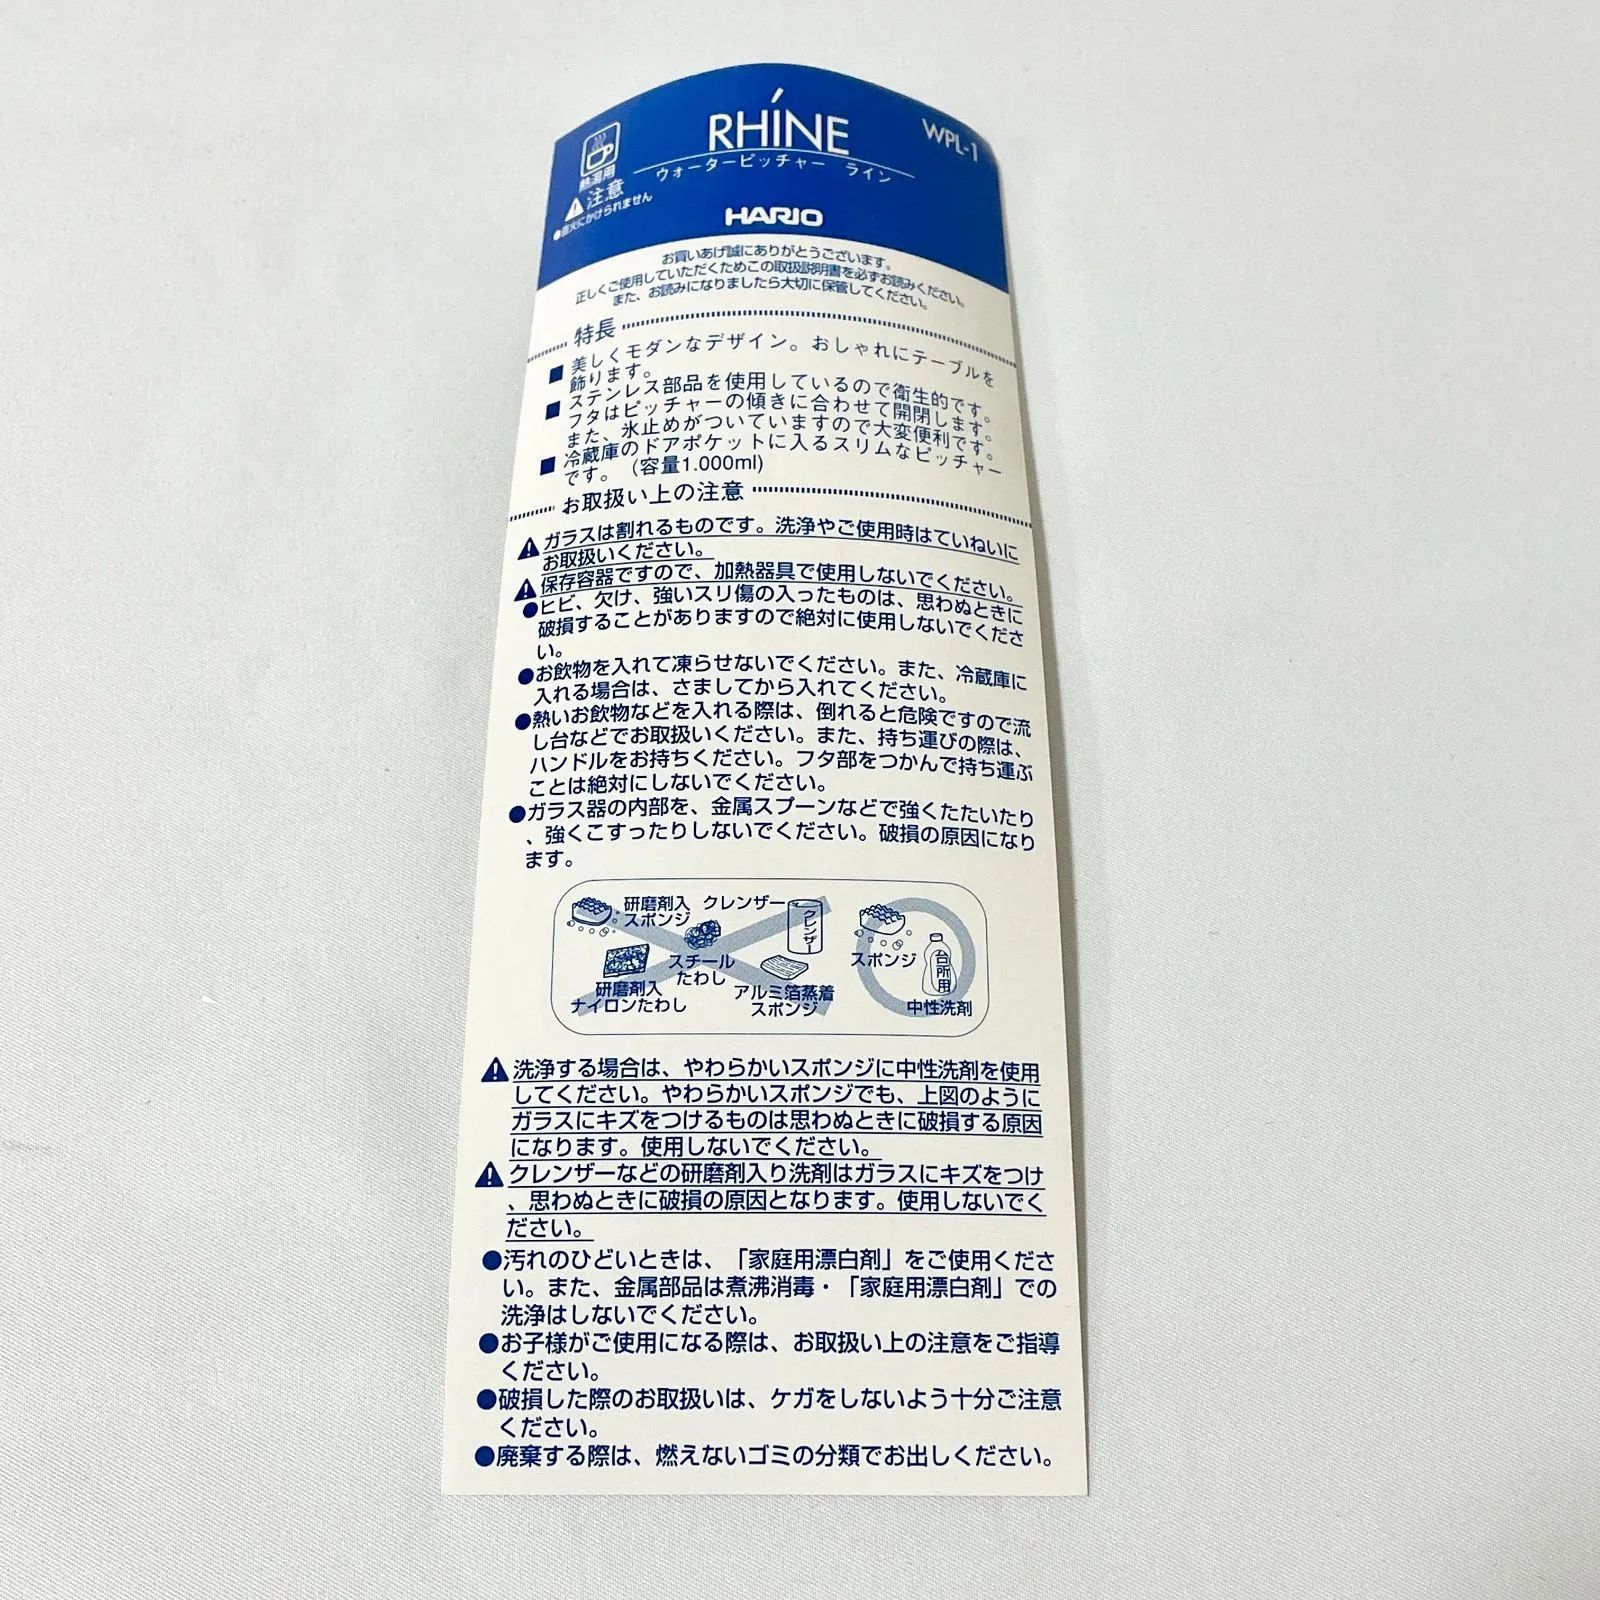 RHINE
WPL-1
ウォーターピッチャー ライン
熱湯用
注意
●直火にかけられません
HARIO
お買いあげ誠にありがとうございます。
正しくご使用していただくためこの取扱説明書を必ずお読みください。
また、お読みになりましたら大切に保管してください。
特長
■美しくモダンなデザイン。おしゃれにテーブルを
飾ります。
■ステンレス部品を使用しているので衛生的です。
フタはピッチャーの傾きに合わせて開閉します。
また、氷止めがついていますので大変便利です。
■冷蔵庫のドアポケットに入るスリムなピッチャー
です。(容量1.000ml)
お取扱い上の注意
ガラスは割れるものです。洗浄やご使用時はていねいに
お取扱いください。
保存容器ですので、加熱器具で使用しないでください。
●ヒビ、欠け、強いスリ傷の入ったものは、思わぬときに
破損することがありますので絶対に使用しないでくださ
い。
●お飲物を入れて凍らせないでください。また、冷蔵庫に
入れる場合は、さましてから入れてください。
●熱いお飲物などを入れる際は、倒れると危険ですので流
し台などでお取扱いください。また、持ち運びの際は、
ハンドルをお持ちください。フタ部をつかんで持ち運ぶ
ことは絶対にしないでください。
●ガラス器の内部を、金属スプーンなどで強くたたいたり
、強くこすったりしないでください。破損の原因になり
ます。
研磨剤入
スポンジ
クレンザー
クレンザー
スチール
たわし
研磨剤入
ナイロンたわし
アルミ箔蒸着
スポンジ
スポンジ
台所用
中性洗剤
洗浄する場合は、やわらかいスポンジに中性洗剤を使用
してください。やわらかいスポンジでも、上図のように
ガラスにキズをつけるものは思わぬときに破損する原因
になります。使用しないでください。
クレンザーなどの研磨剤入り洗剤はガラスにキズをつけ
、思わぬときに破損の原因となります。使用しないでく
ださい。
●汚れのひどいときは、「家庭用漂白剤」をご使用くださ
い。また、金属部品は煮沸消毒・「家庭用漂白剤」での
洗浄はしないでください。
●お子様がご使用になる際は、お取扱い上の注意をご指導
ください。
●破損した際のお取扱いは、ケガをしないよう十分ご注意
ください。
●廃棄する際は、燃えないゴミの分類でお出しください。